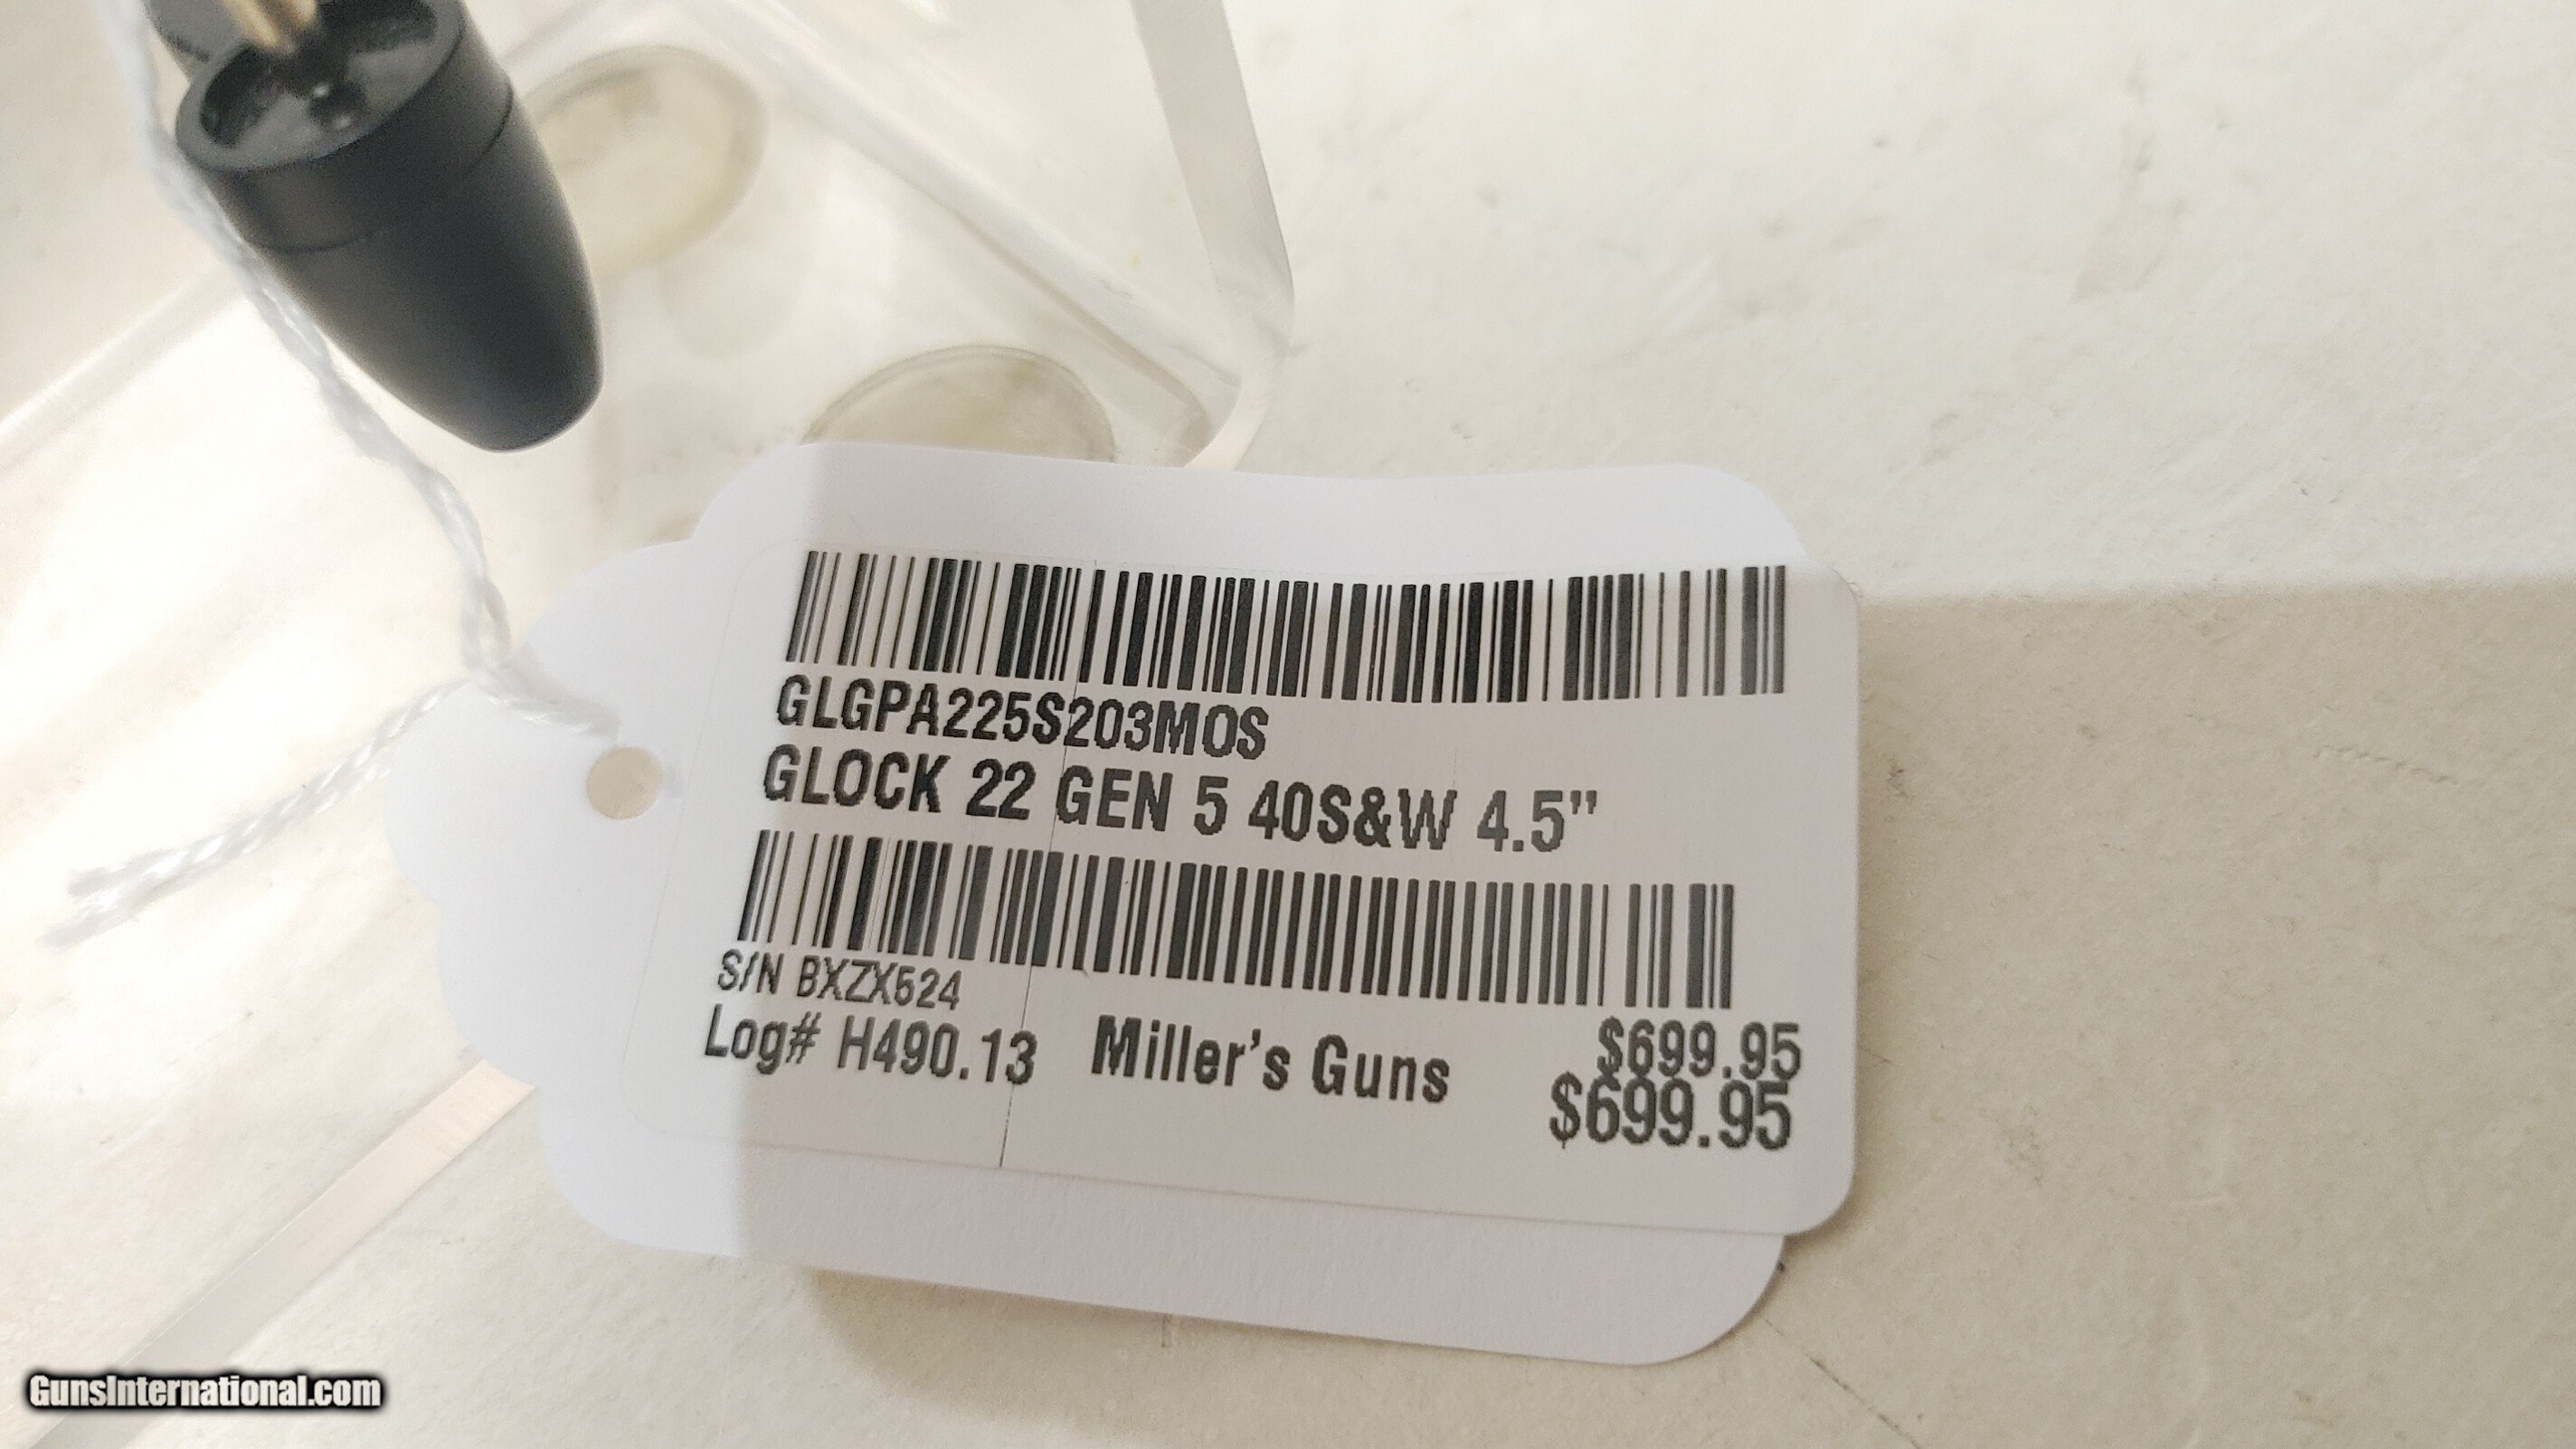 GLGPA225S203MOS
GLOCK 22 GEN 5 40S&W 4.5”
S/N BXZX624
Log# H490.13 Miller's Guns $699.95
$699.95
GunsInternational.com